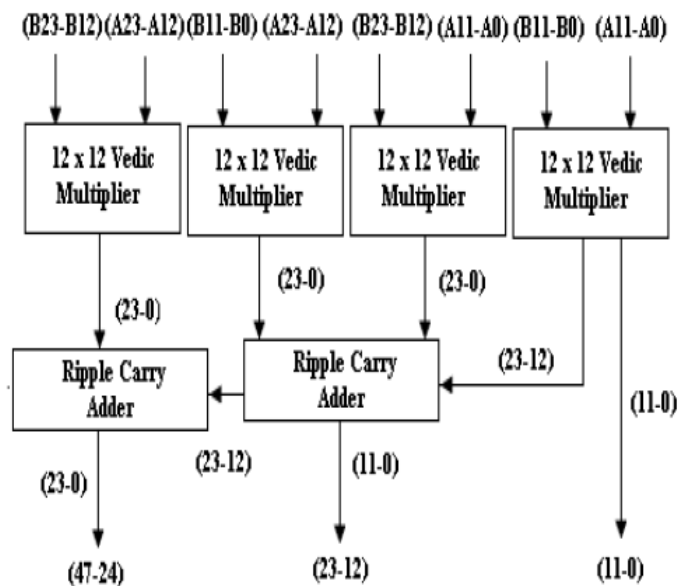 (B23-B12) (A23-A12) (B11-B0) (A23-A12) (B23-B12) (A11-A0) (B11-B0) (A11-A0)
12 x 12 Vedic
Multiplier
12 x 12 Vedic
Multiplier
12 x 12 Vedic
Multiplier
12 x 12 Vedic
Multiplier
(23-0)
(23-0)
(23-0)
(23-12)
(11-0)
Ripple Carry
Adder
Ripple Carry
Adder
(23-0)
(23-12)
(11-0)
(47-24)
(23-12)
(11-0)